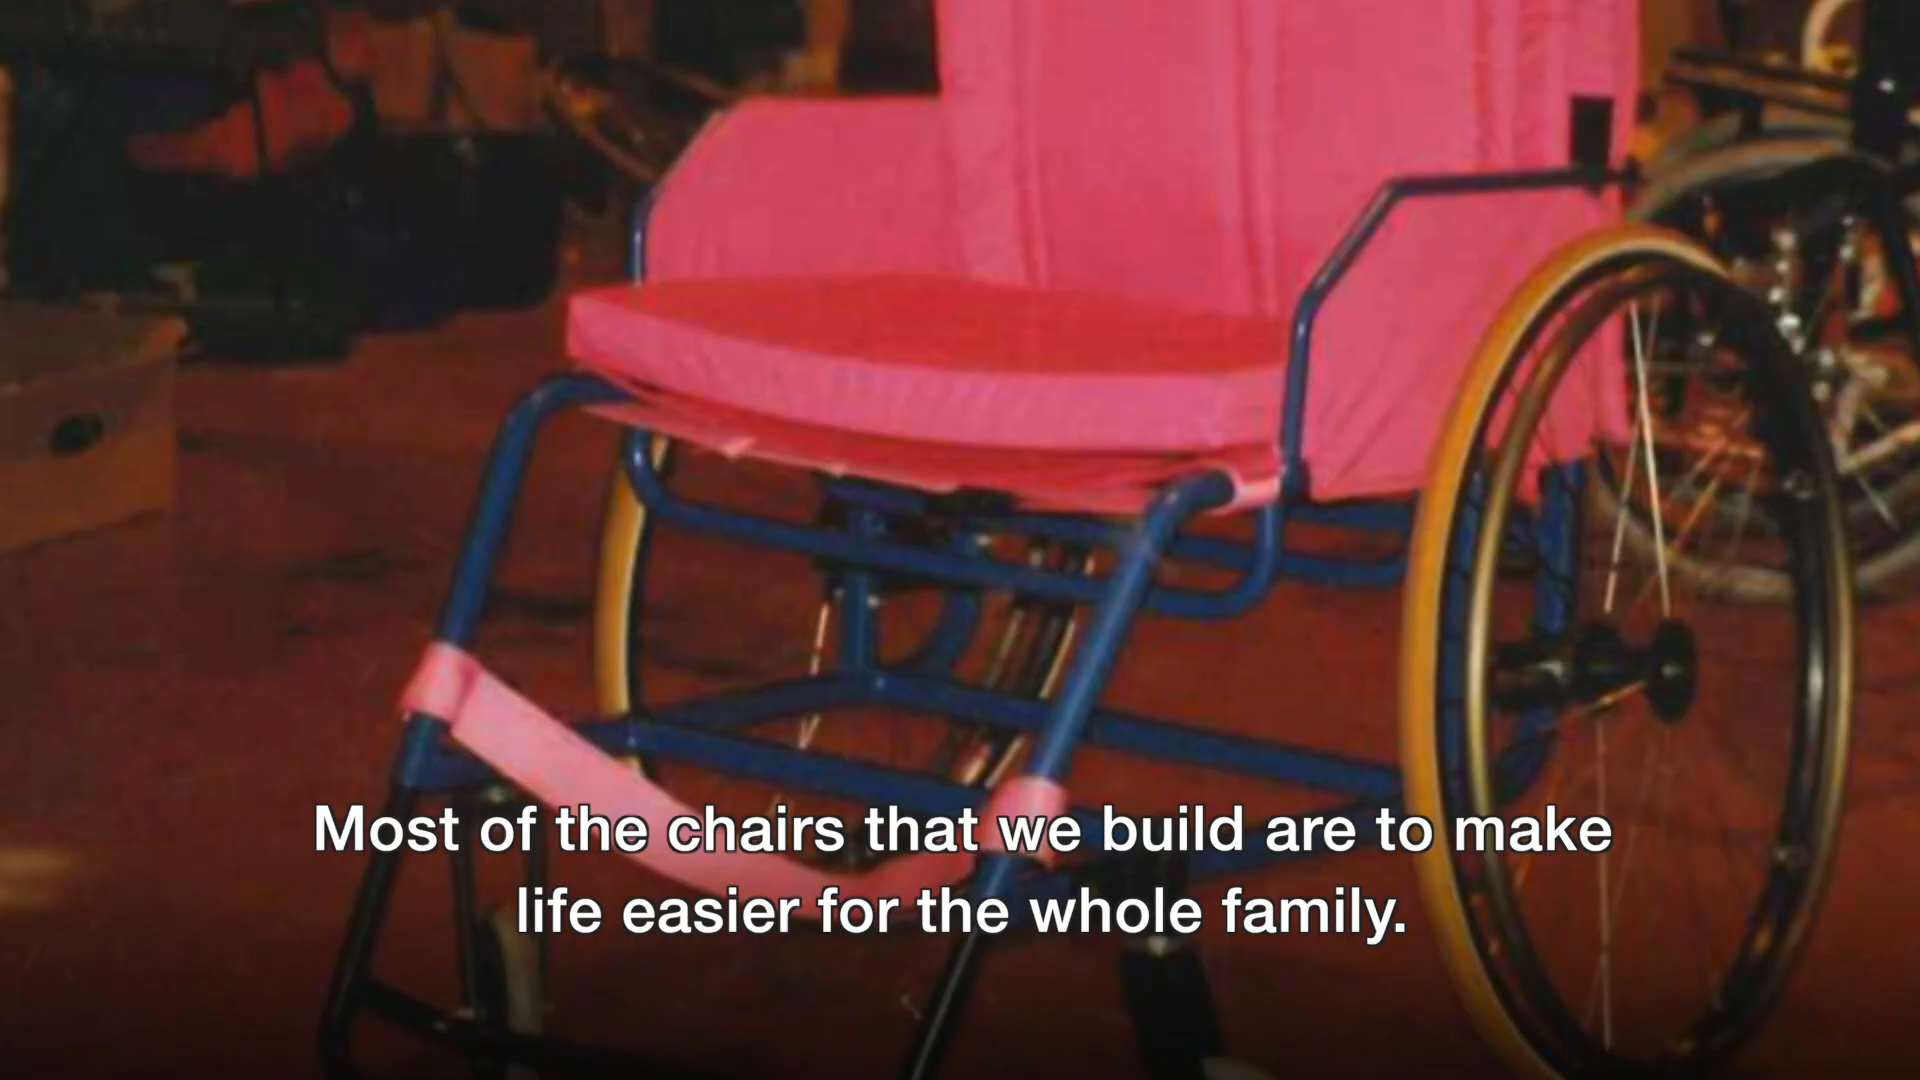 Most of the chairs that we build are to make
life easier for the whole family.